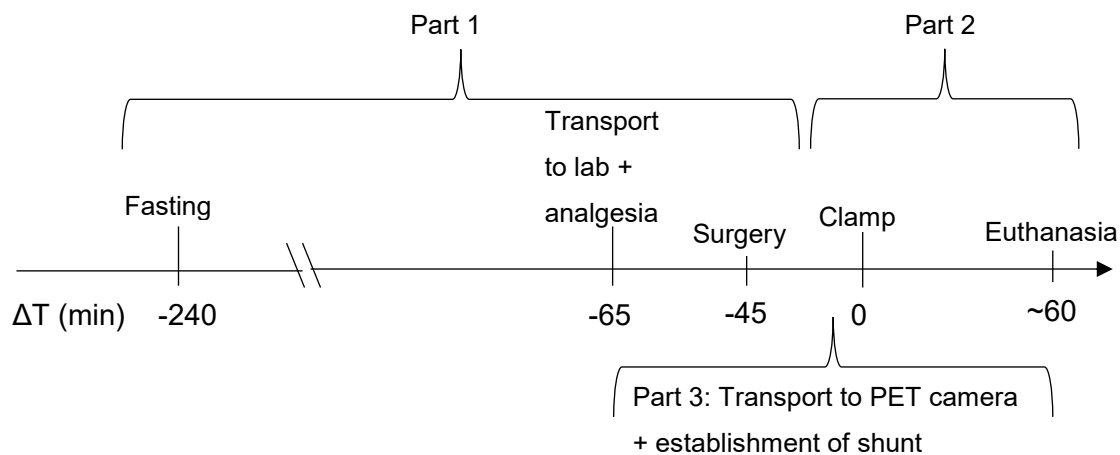 Part 1
Part 2
Transport
to lab +
analgesia
Fasting
Surgery
Clamp
Euthanasia
ΔT (min)
-240
-65
-45
0
~60
Part 3: Transport to PET camera
+ establishment of shunt